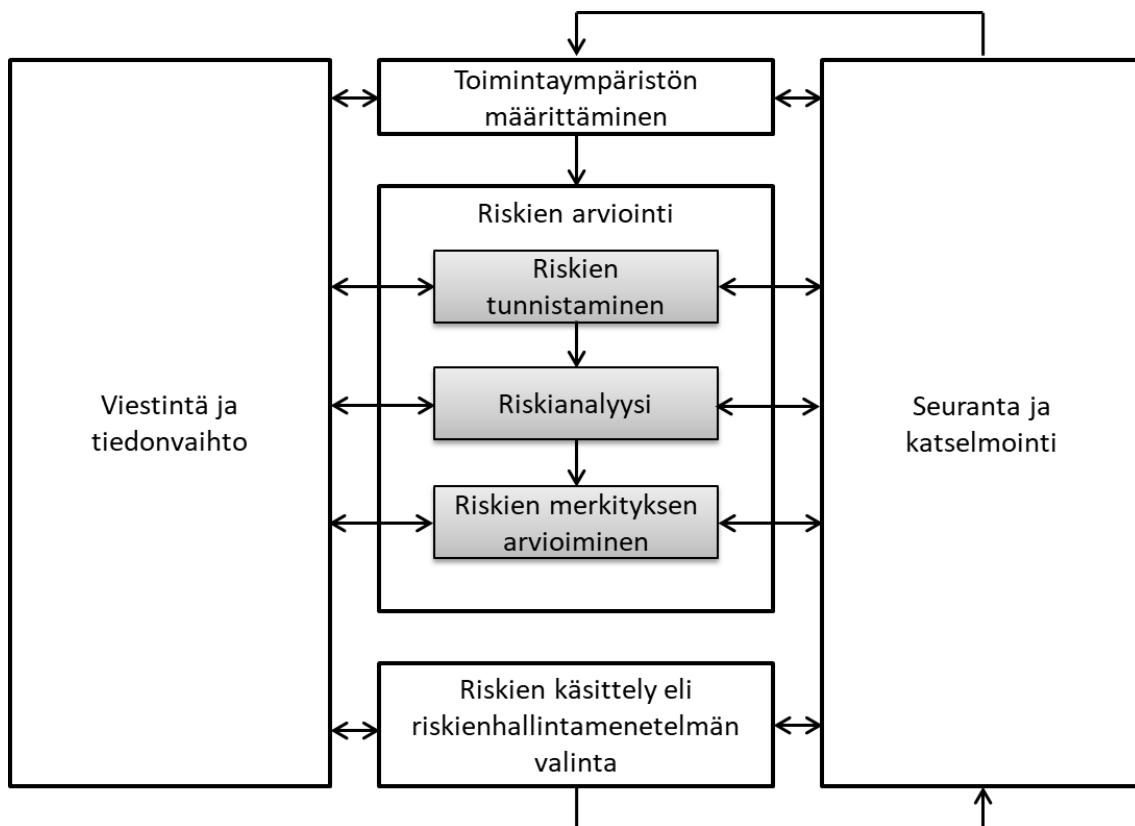 Toimintaympäristön
määrittäminen
Riskien arviointi
Riskien
tunnistaminen
Viestintä ja
tiedonvaihto
Riskianalyysi
Seuranta ja
katselmointi
Riskien merkityksen
arvioiminen
Riskien käsittely eli
riskienhallintamenetelmän
valinta